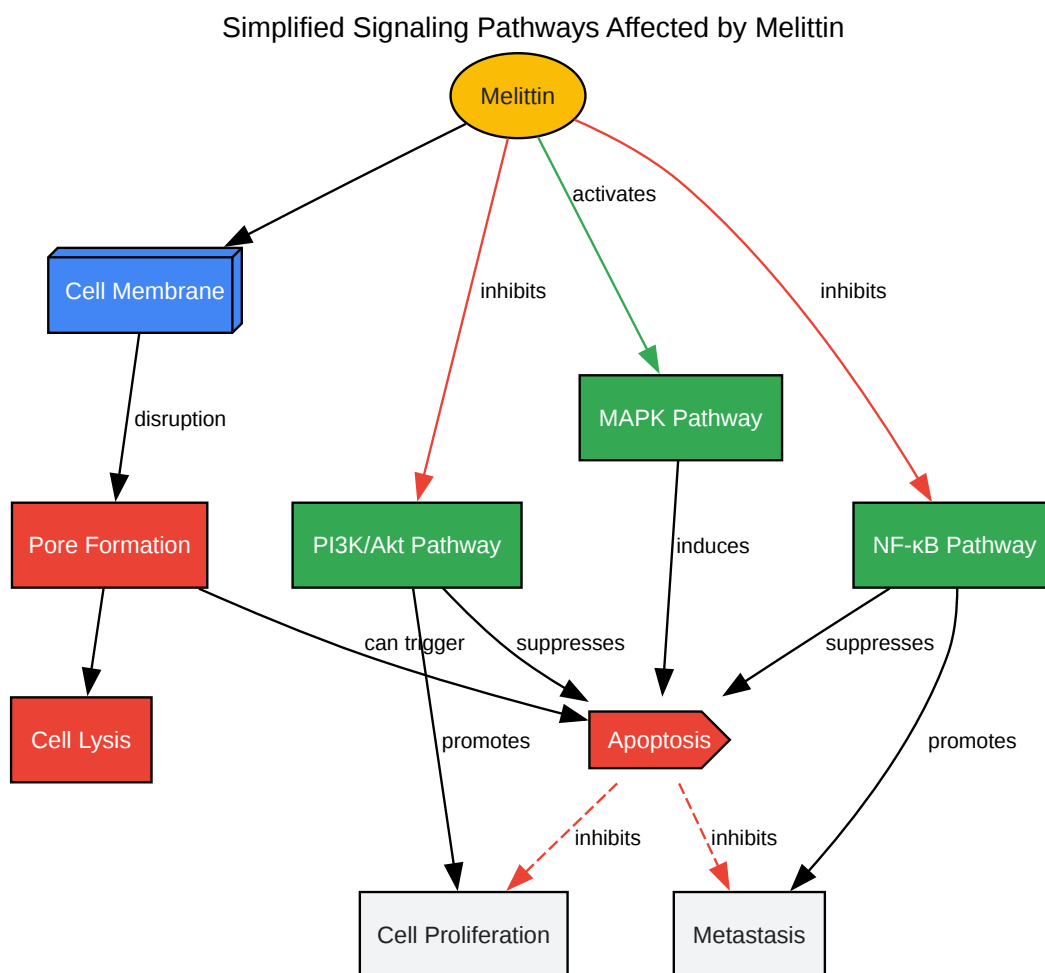 Simplified Signaling Pathways Affected by Melittin
Melittin
activates
Cell Membrane
inhibits
inhibits
disruption
MAPK Pathway
Pore Formation
PI3K/Akt Pathway
induces
NF-κB Pathway
can trigger
suppresses
suppresses
Cell Lysis
promotes
Apoptosis
promotes
inhibits
inhibits
Cell Proliferation
Metastasis